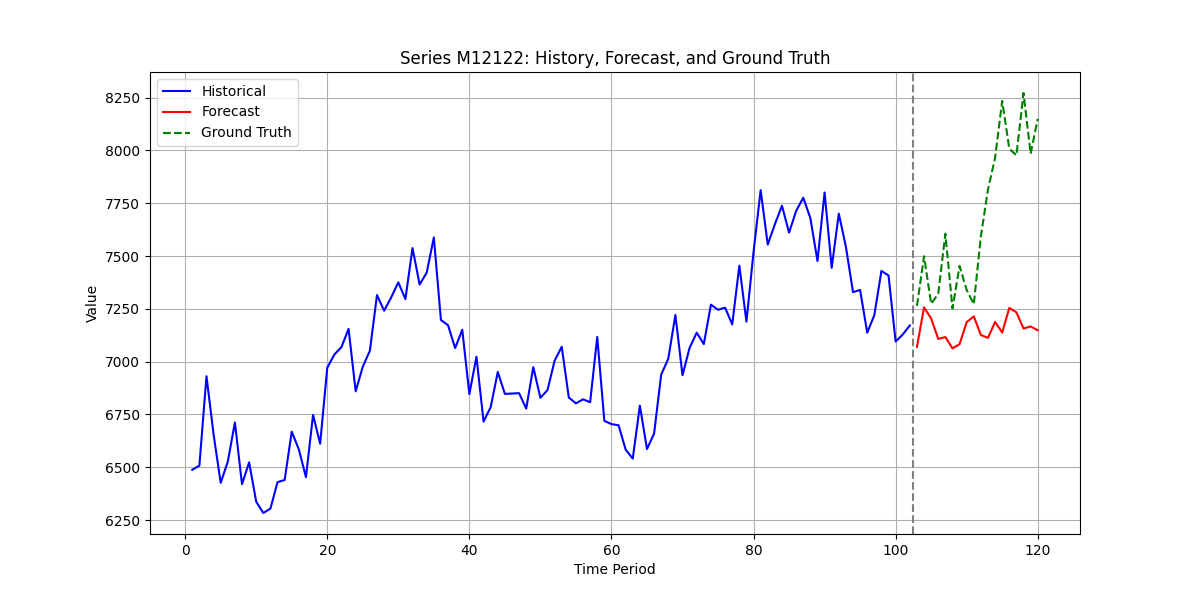 Series M12122: History, Forecast, and Ground Truth
Historical
Forecast
Ground Truth
8250
8000
7750
7500
7250
7000
6750
6500
6250
Value
0 20 40 60 80 100 120
Time Period